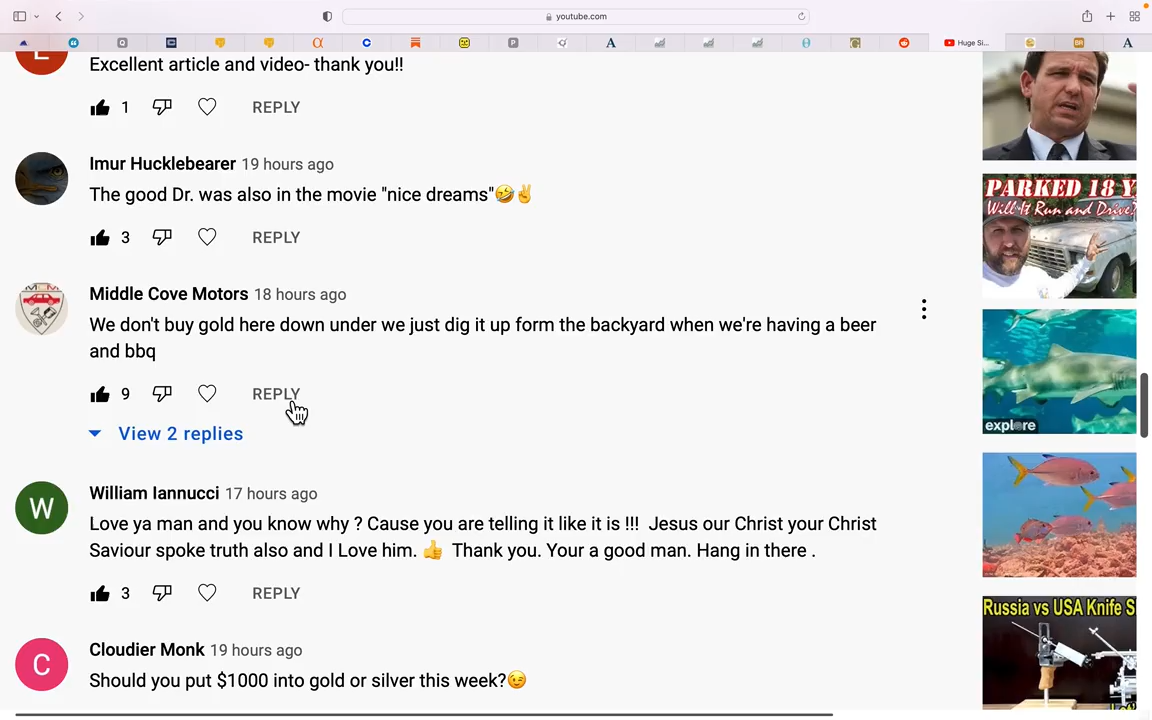 youtube.com
Huge Si...
Excellent article and video- thank you!!
1
REPLY
Imur Hucklebearer 19 hours ago
The good Dr. was also in the movie "nice dreams"🤣✌
3
REPLY
Middle Cove Motors 18 hours ago
We don't buy gold here down under we just dig it up form the backyard when we're having a beer
and bbq
9
REPLY
View 2 replies
W
William Iannucci 17 hours ago
Love ya man and you know why ? Cause you are telling it like it is !!!  Jesus our Christ your Christ
Saviour spoke truth also and I Love him. 👍 Thank you. Your a good man. Hang in there .
3
REPLY
C
Cloudier Monk 19 hours ago
Should you put $1000 into gold or silver this week?😉
PARKED 18 Y
Will It Run and Drive?
explore
Russia vs USA Knife S